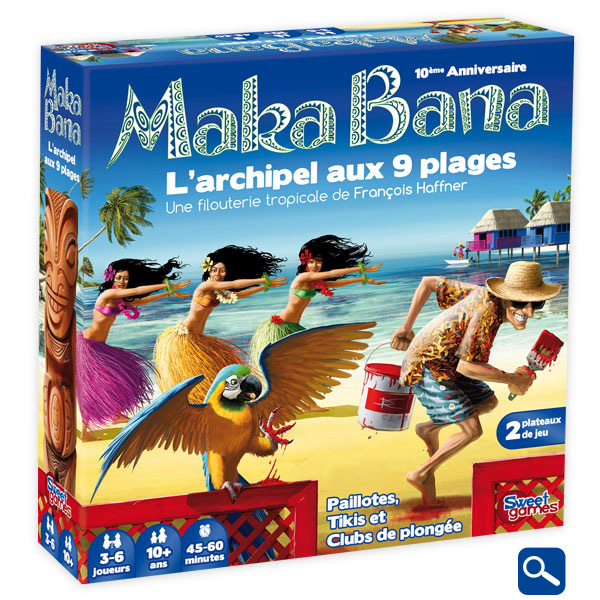 10ème Anniversaire
Maka Bana
L'archipel aux 9 plages
Une filouterie tropicale de François Haffner
Maka
Bana
L'archipel
aux 9 plages
2 plateaux
de jeu
Paillotes,
Tikis et
Clubs de plongée
Sweet
games
3-6
joueurs
10+
ans
45-60
minutes
Sweet
games
3-6
10+